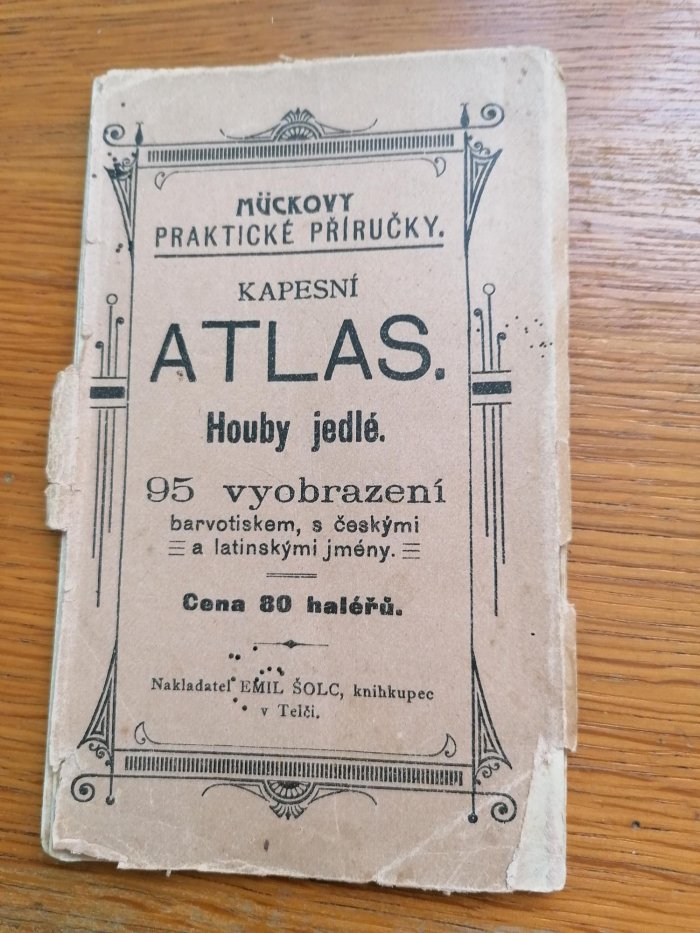 MÜCKOVY
PRAKTICKÉ PŘÍRUČKY.
KAPESNÍ
ATLAS.
Houby jedlé.
95 vyobrazení
barvotiskem, s českými
a latinskými jmény.
Cena 80 haléřů.
Nakladatel EMIL ŠOLC, knihkupec
v Telči.